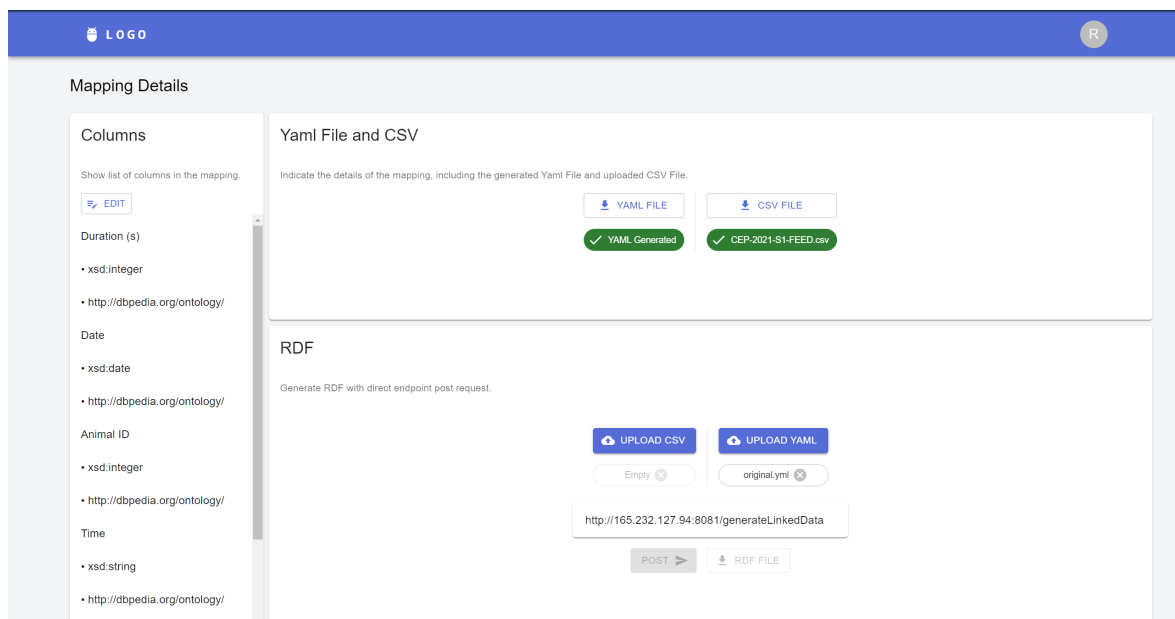 LOGO
R
Mapping Details
Columns
Show list of columns in the mapping.
EDIT
Duration (s)
• xsd:integer
• http://dbpedia.org/ontology/
Date
• xsd:date
• http://dbpedia.org/ontology/
Animal ID
• xsd:integer
• http://dbpedia.org/ontology/
Time
• xsd:string
• http://dbpedia.org/ontology/
Yaml File and CSV
Indicate the details of the mapping, including the generated Yaml File and uploaded CSV File.
YAML FILE
CSV FILE
YAML Generated
CEP-2021-S1-FEED.csv
RDF
Generate RDF with direct endpoint post request.
UPLOAD CSV
UPLOAD YAML
Empty
original.yml
http://165.232.127.94:8081/generateLinkedData
POST
RDF FILE